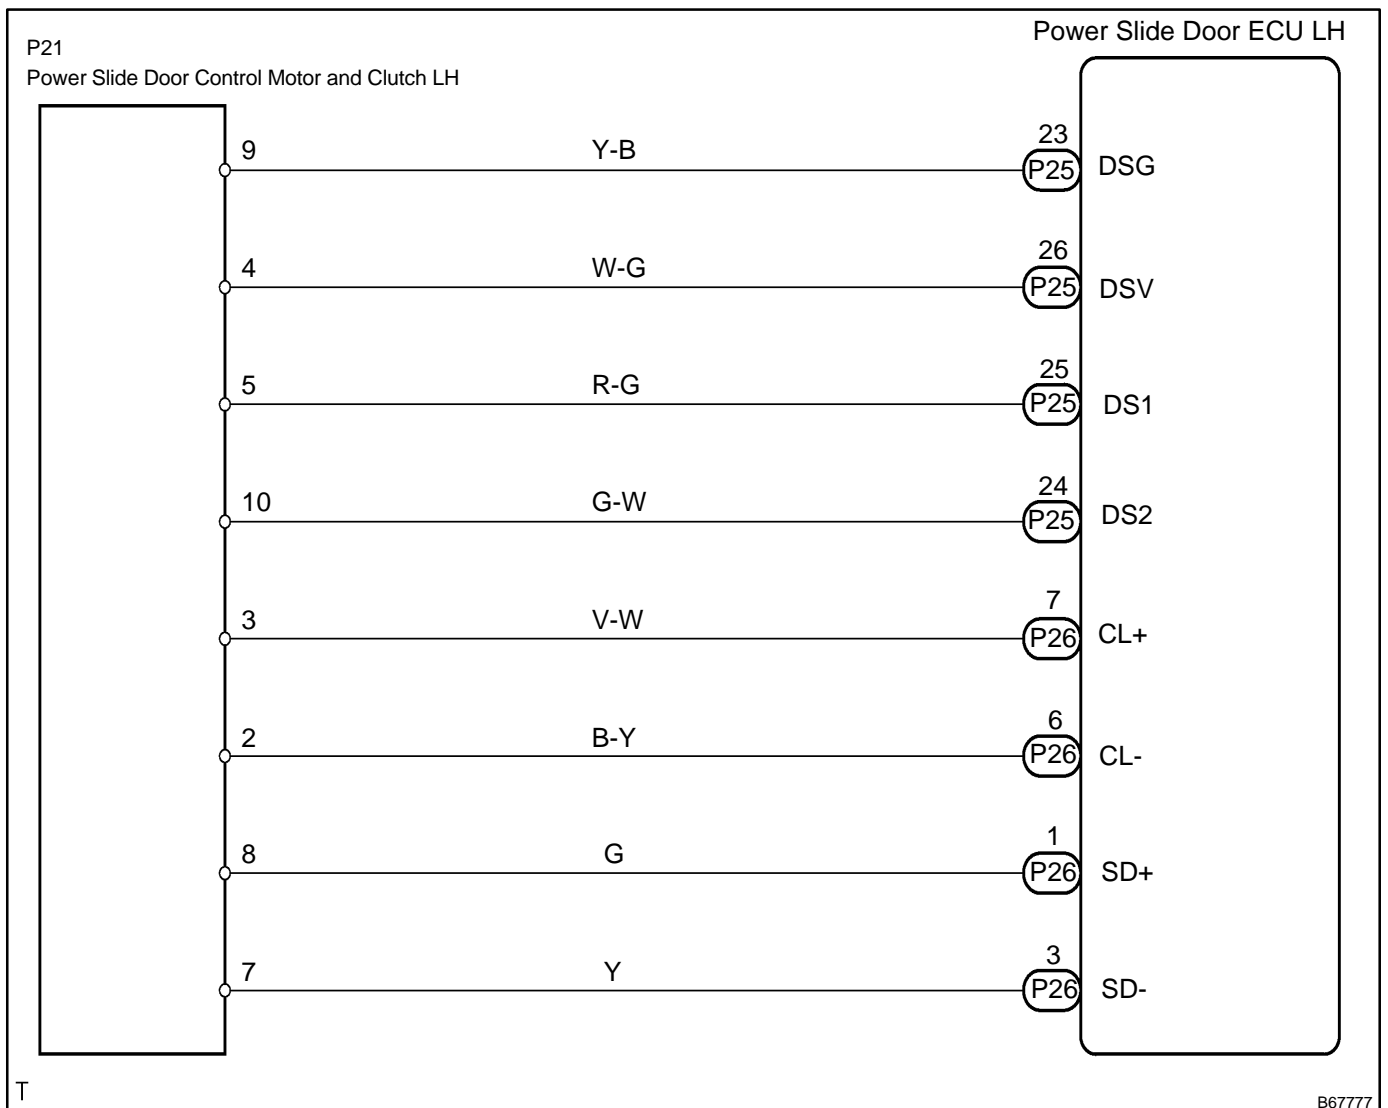 Power Slide Door ECU LH
P21
Power Slide Door Control Motor and Clutch LH
9 Y-B 23 P25 DSG
4 W-G 26 P25 DSV
5 R-G 25 P25 DS1
10 G-W 24 P25 DS2
3 V-W 7 P26 CL+
2 B-Y 6 P26 CL-
8 G 1 P26 SD+
7 Y 3 P26 SD-
T
B67777